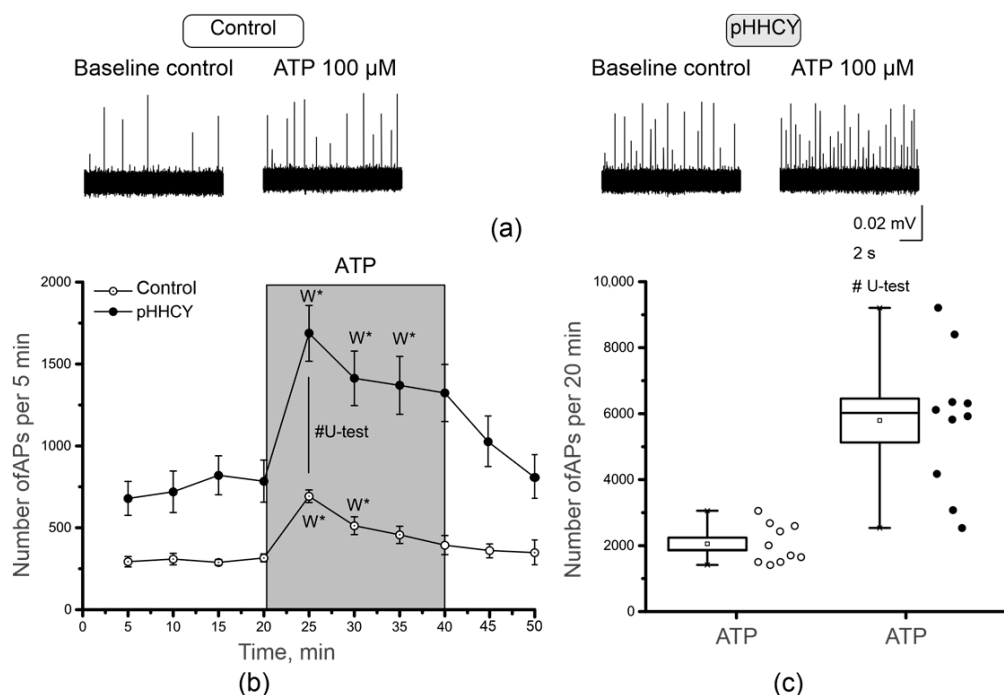 Control
pHHCY
Baseline control
ATP 100 µM
Baseline control
ATP 100 µM
0.02 mV
2 s
(a)
ATP
2000
1500
1000
500
0
Number ofAPs per 5 min
Control
pHHCY
W*
W*
W*
#U-test
W*
W*
0
5
10
15
20
25
30
35
40
45
50
Time, min
(b)
# U-test
10,000
8,000
6000
4000
2000
0
Number ofAPs per 20 min
ATP
ATP
(c)